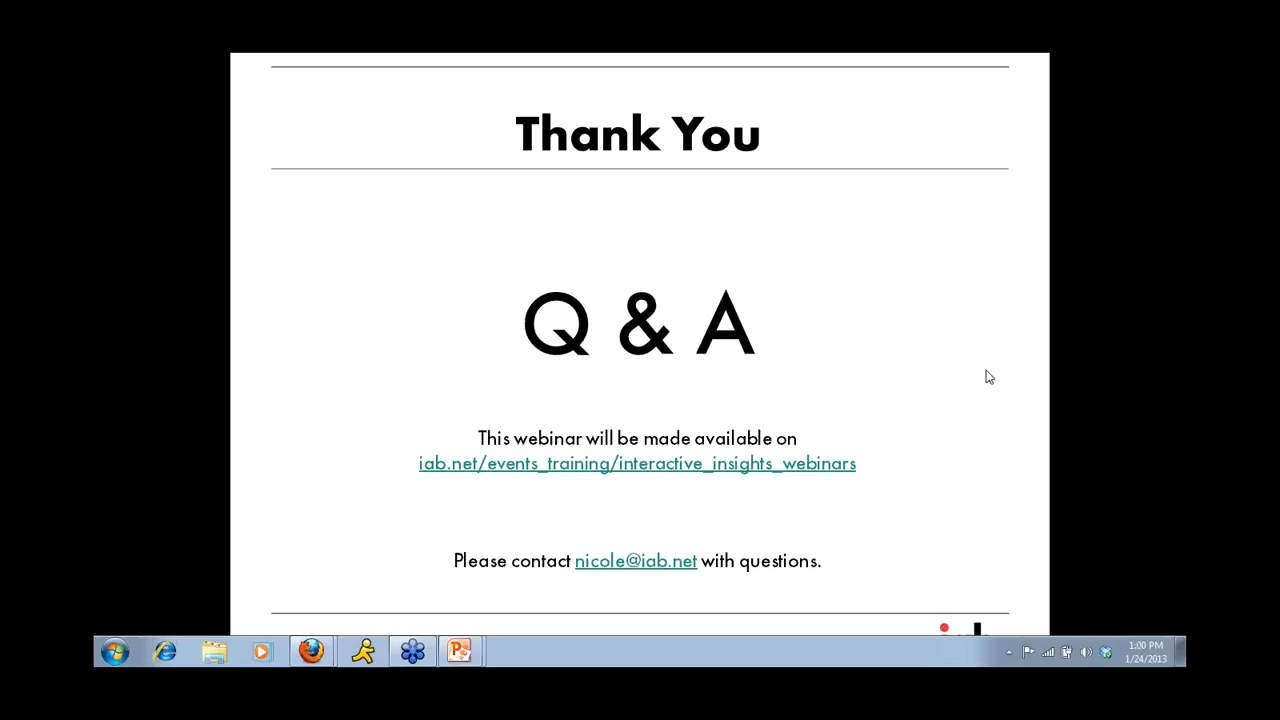 Thank You
Q & A
This webinar will be made available on
iab.net/events_training/interactive_insights_webinars
Please contact nicole@iab.net with questions.
1:00 PM
1/24/2013